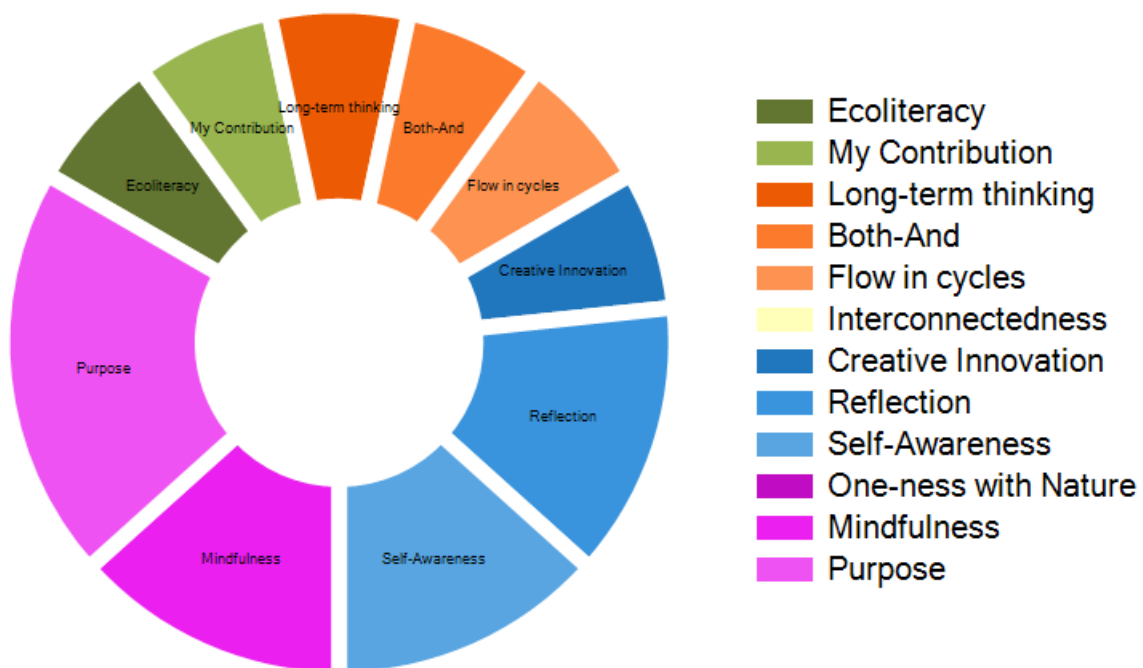 Long-term thinking
My Contribution
Both-And
Ecoliteracy
Flow in cycles
Creative Innovation
Purpose
Reflection
Mindfulness
Self-Awareness
Ecoliteracy
My Contribution
Long-term thinking
Both-And
Flow in cycles
Interconnectedness
Creative Innovation
Reflection
Self-Awareness
One-ness with Nature
Mindfulness
Purpose